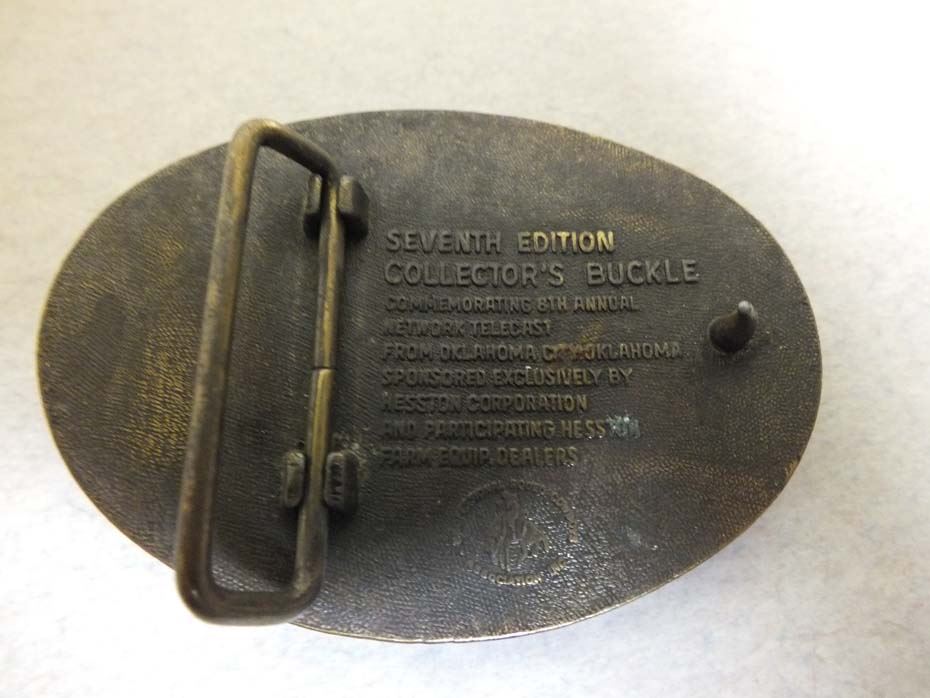 SEVENTH EDITION
COLLECTOR'S BUCKLE
COMMEMORATING 8TH ANNUAL
NETWORK TELECAST
FROM OKLAHOMA CITY, OKLAHOMA
SPONSORED EXCLUSIVELY BY
HESSTON CORPORATION
AND PARTICIPATING HESSTON
FARM EQUIP. DEALERS
ASSOCIATION